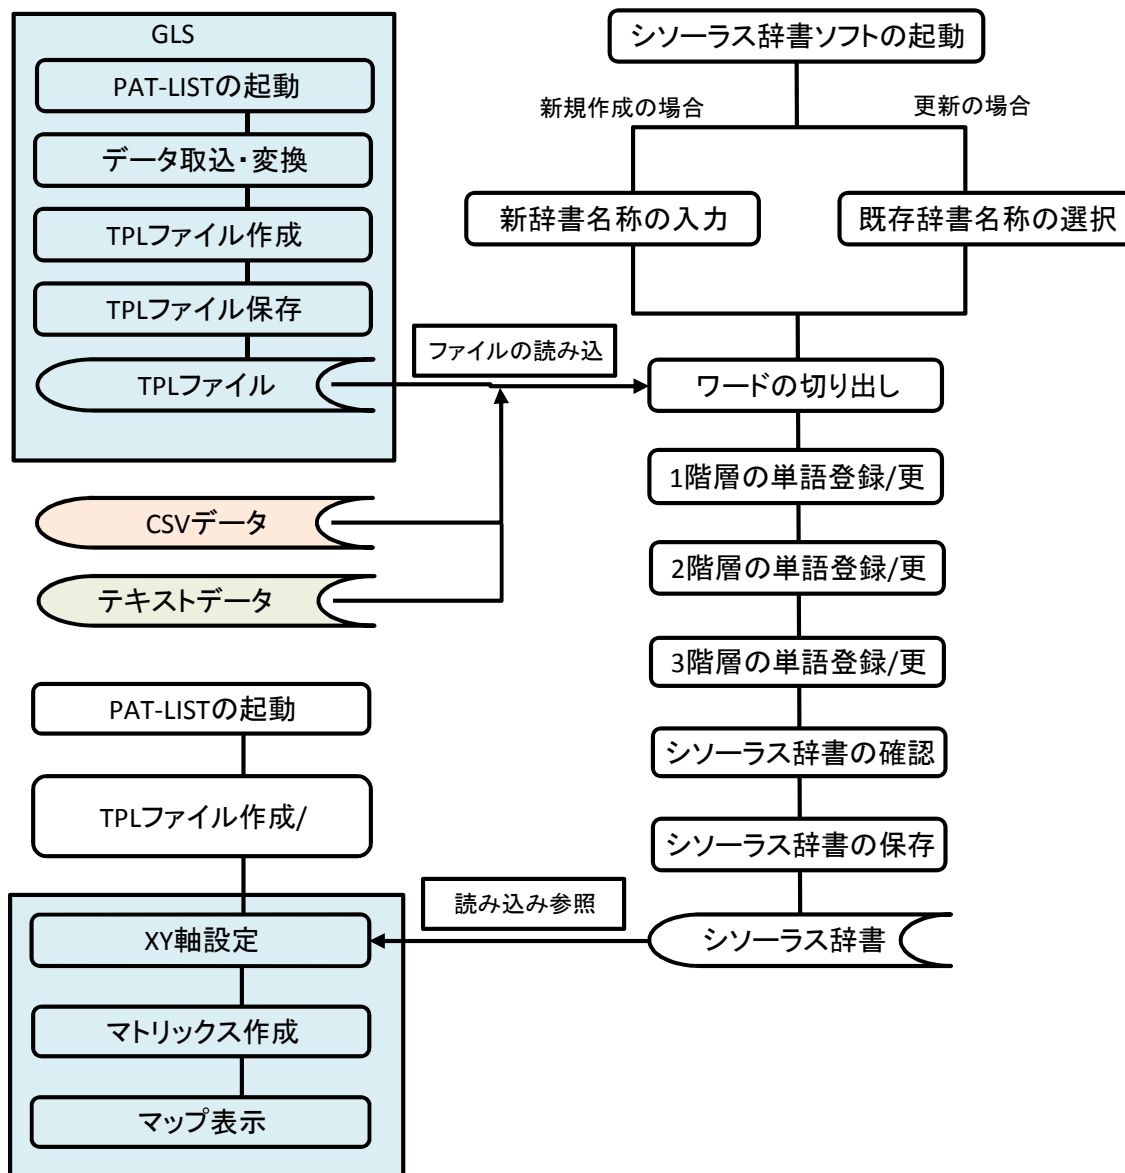 GLS
PAT-LISTの起動
データ取込・変換
TPLファイル作成
TPLファイル保存
TPLファイル
CSVデータ
テキストデータ
シソーラス辞書ソフトの起動
新規作成の場合
更新の場合
新辞書名称の入力
既存辞書名称の選択
ファイルの読み込
ワードの切り出し
1階層の単語登録/更
2階層の単語登録/更
3階層の単語登録/更
シソーラス辞書の確認
シソーラス辞書の保存
シソーラス辞書
読み込み参照
PAT-LISTの起動
TPLファイル作成/
XY軸設定
マトリックス作成
マップ表示